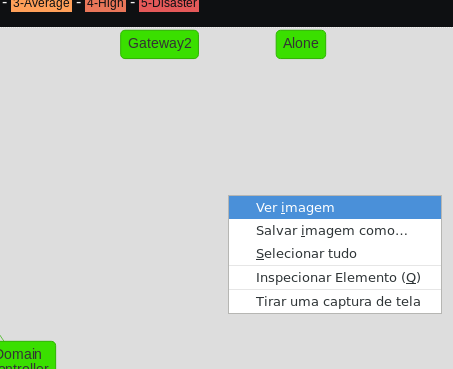 - 3-Average - 4-High - 5-Disaster
Gateway2
Alone
Ver imagem
Salvar imagem como...
Selecionar tudo
Inspecionar Elemento (Q)
Tirar uma captura de tela
Domain